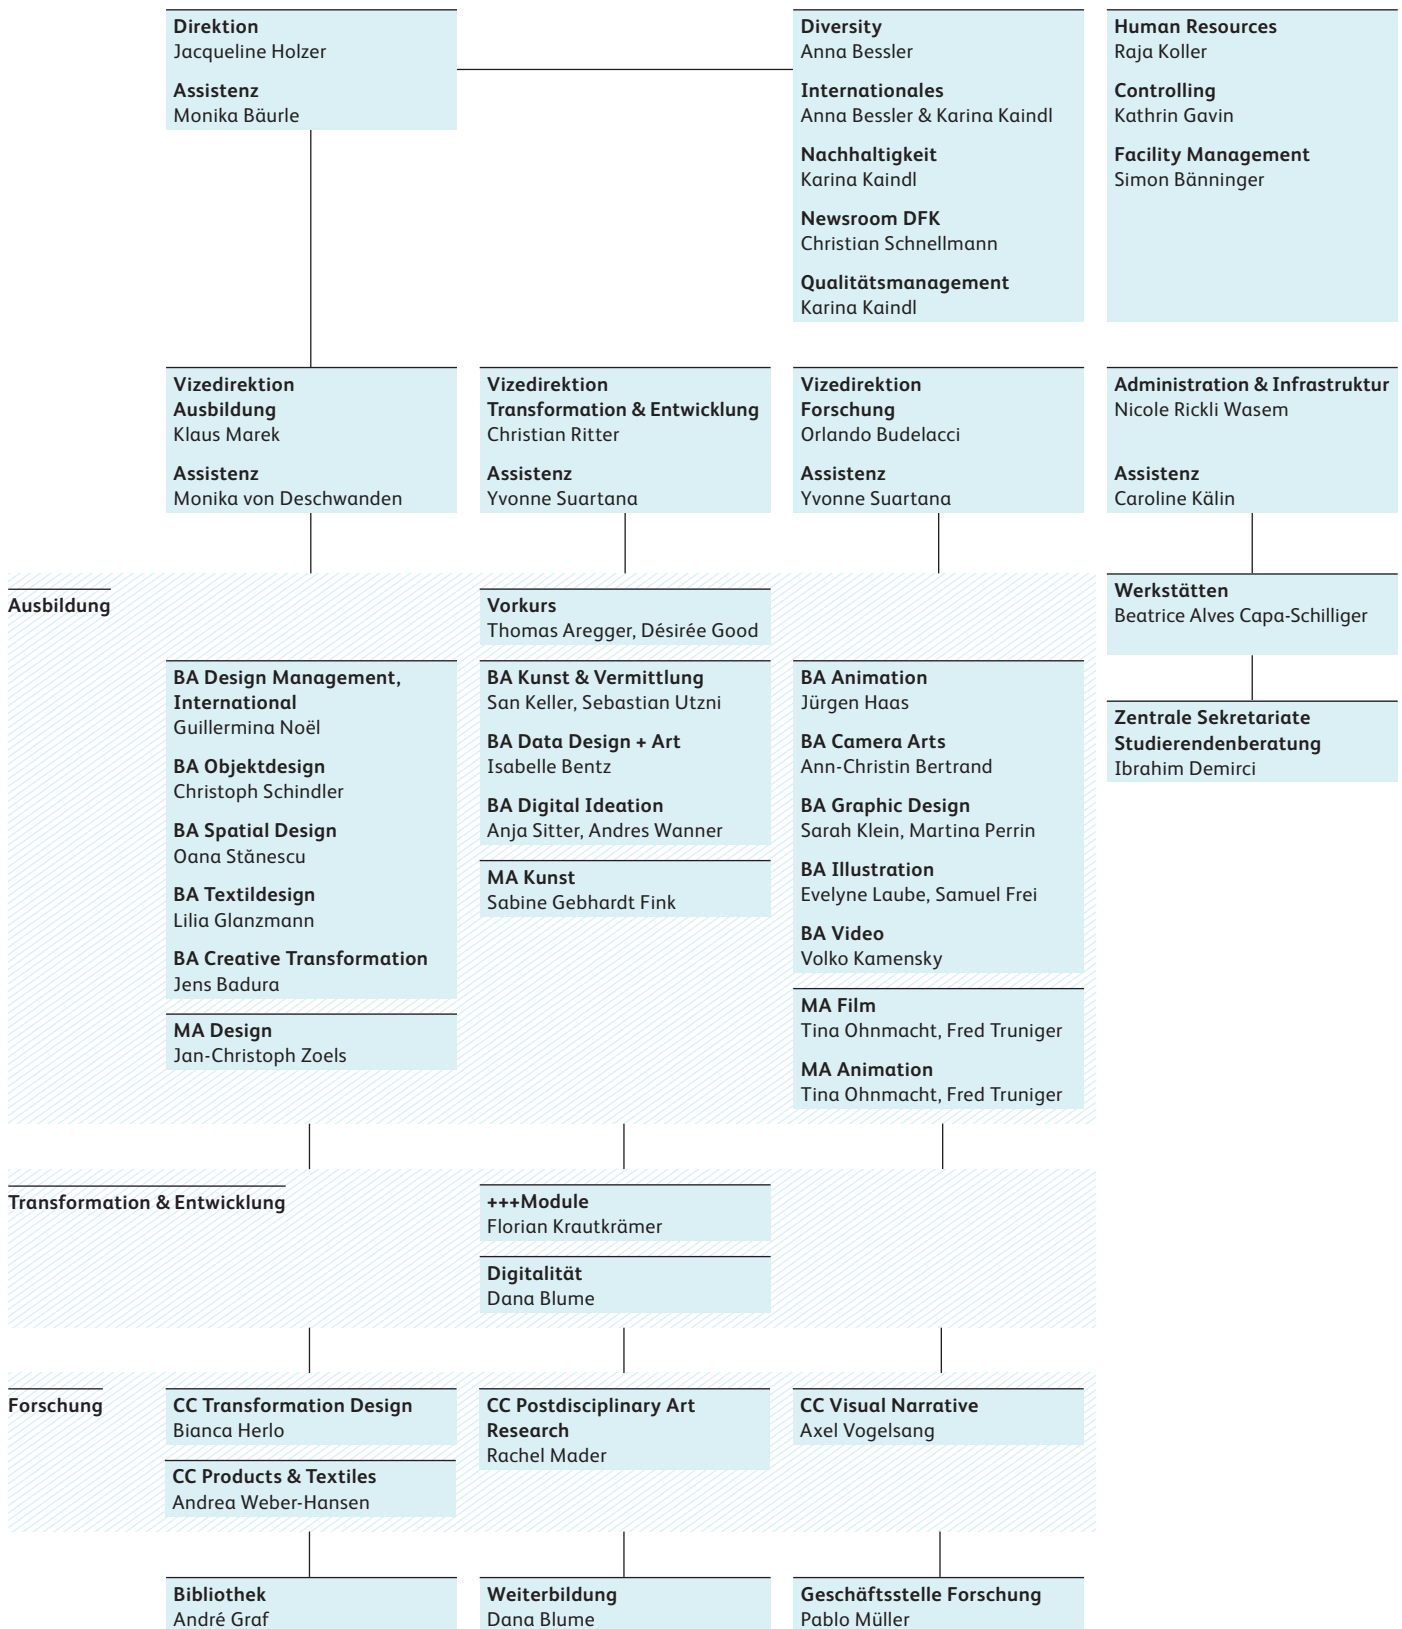 Direktion
Jacqueline Holzer
Assistenz
Monika Bäurle
Diversity
Anna Bessler
Internationales
Anna Bessler & Karina Kaindl
Nachhaltigkeit
Karina Kaindl
Newsroom DFK
Christian Schnellmann
Qualitätsmanagement
Karina Kaindl
Human Resources
Raja Koller
Controlling
Kathrin Gavin
Facility Management
Simon Bänninger
Vizedirektion
Ausbildung
Klaus Marek
Assistenz
Monika von Deschwanden
Vizedirektion
Transformation & Entwicklung
Christian Ritter
Assistenz
Yvonne Suartana
Vizedirektion
Forschung
Orlando Budelacci
Assistenz
Yvonne Suartana
Administration & Infrastruktur
Nicole Rickli Wasem
Assistenz
Caroline Kälin
Werkstätten
Beatrice Alves Capa-Schilliger
Zentrale Sekretariate
Studierendenberatung
Ibrahim Demirci
Ausbildung
Vorkurs
Thomas Aregger, Désirée Good
BA Design Management,
International
Guillermina Noël
BA Objektdesign
Christoph Schindler
BA Spatial Design
Oana Stănescu
BA Textildesign
Lilia Glanzmann
BA Creative Transformation
Jens Badura
MA Design
Jan-Christoph Zoels
BA Kunst & Vermittlung
San Keller, Sebastian Utzni
BA Data Design + Art
Isabelle Bentz
BA Digital Ideation
Anja Sitter, Andres Wanner
MA Kunst
Sabine Gebhardt Fink
BA Animation
Jürgen Haas
BA Camera Arts
Ann-Christin Bertrand
BA Graphic Design
Sarah Klein, Martina Perrin
BA Illustration
Evelyne Laube, Samuel Frei
BA Video
Volko Kamensky
MA Film
Tina Ohnmacht, Fred Truniger
MA Animation
Tina Ohnmacht, Fred Truniger
Transformation & Entwicklung
+++Module
Florian Krautkrämer
Digitalität
Dana Blume
Forschung
CC Transformation Design
Bianca Herlo
CC Products & Textiles
Andrea Weber-Hansen
CC Postdisciplinary Art
Research
Rachel Mader
CC Visual Narrative
Axel Vogelsang
Bibliothek
André Graf
Weiterbildung
Dana Blume
Geschäftsstelle Forschung
Pablo Müller